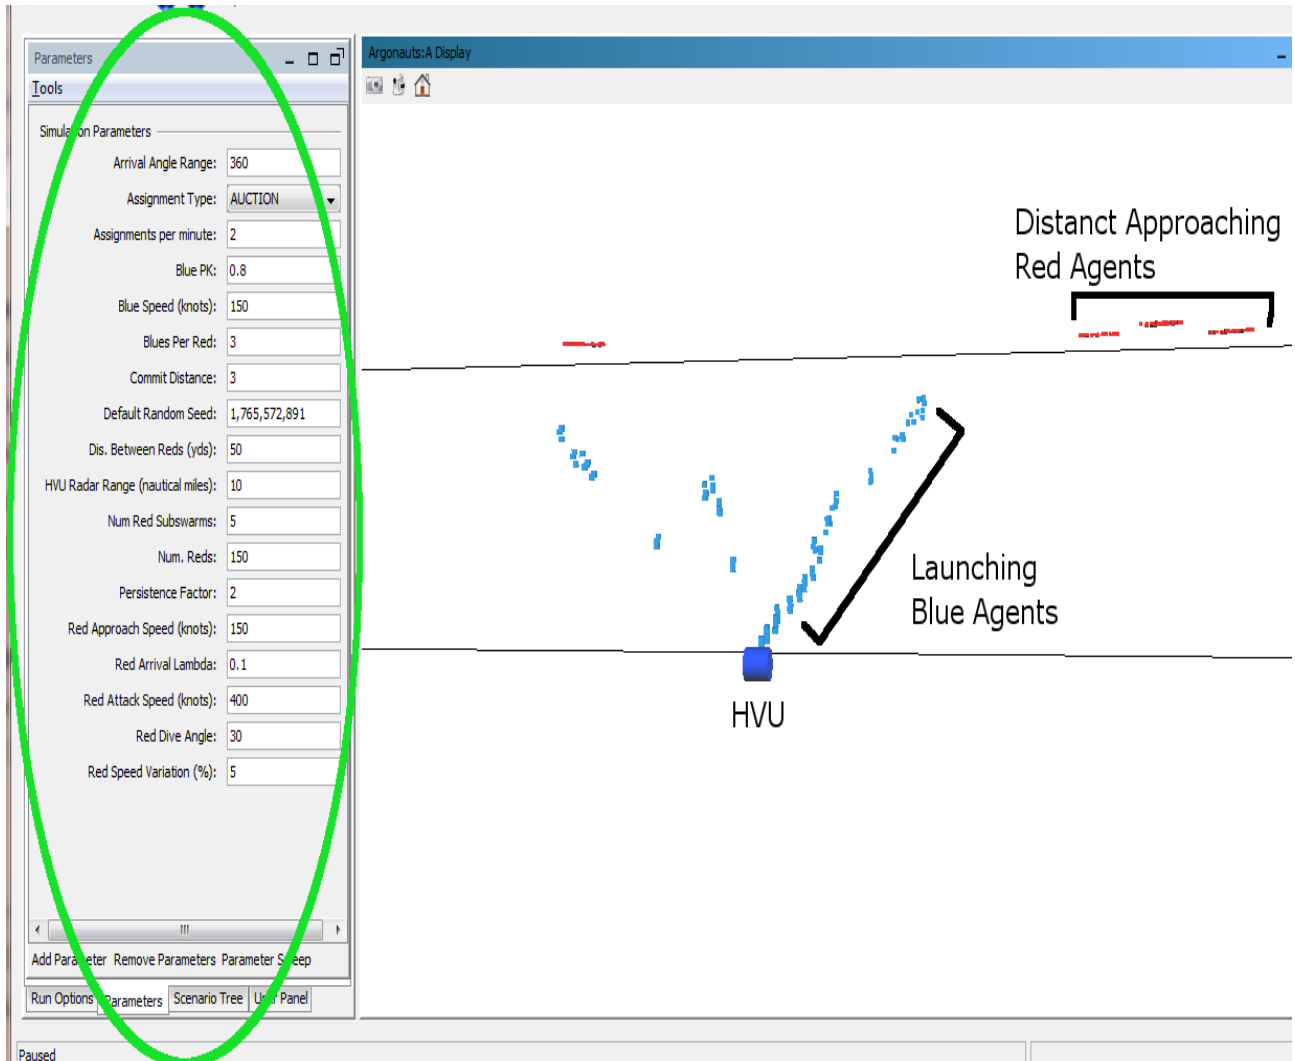 Parameters
Tools
Simulation Parameters
Arrival Angle Range: 360
Assignment Type: AUCTION
Assignments per minute: 2
Blue PK: 0.8
Blue Speed (knots): 150
Blues Per Red: 3
Commit Distance: 3
Default Random Seed: 1,765,572,891
Dis. Between Reds (yds): 50
HVU Radar Range (nautical miles): 10
Num Red Subswarms: 5
Num. Reds: 150
Persistence Factor: 2
Red Approach Speed (knots): 150
Red Arrival Lambda: 0.1
Red Attack Speed (knots): 400
Red Dive Angle: 30
Red Speed Variation (%): 5
Add Parameter Remove Parameters Parameter Sweep
Run Options Parameters Scenario Tree User Panel
Paused
Argonauts:A Display
Distanct Approaching
Red Agents
Launching
Blue Agents
HVU